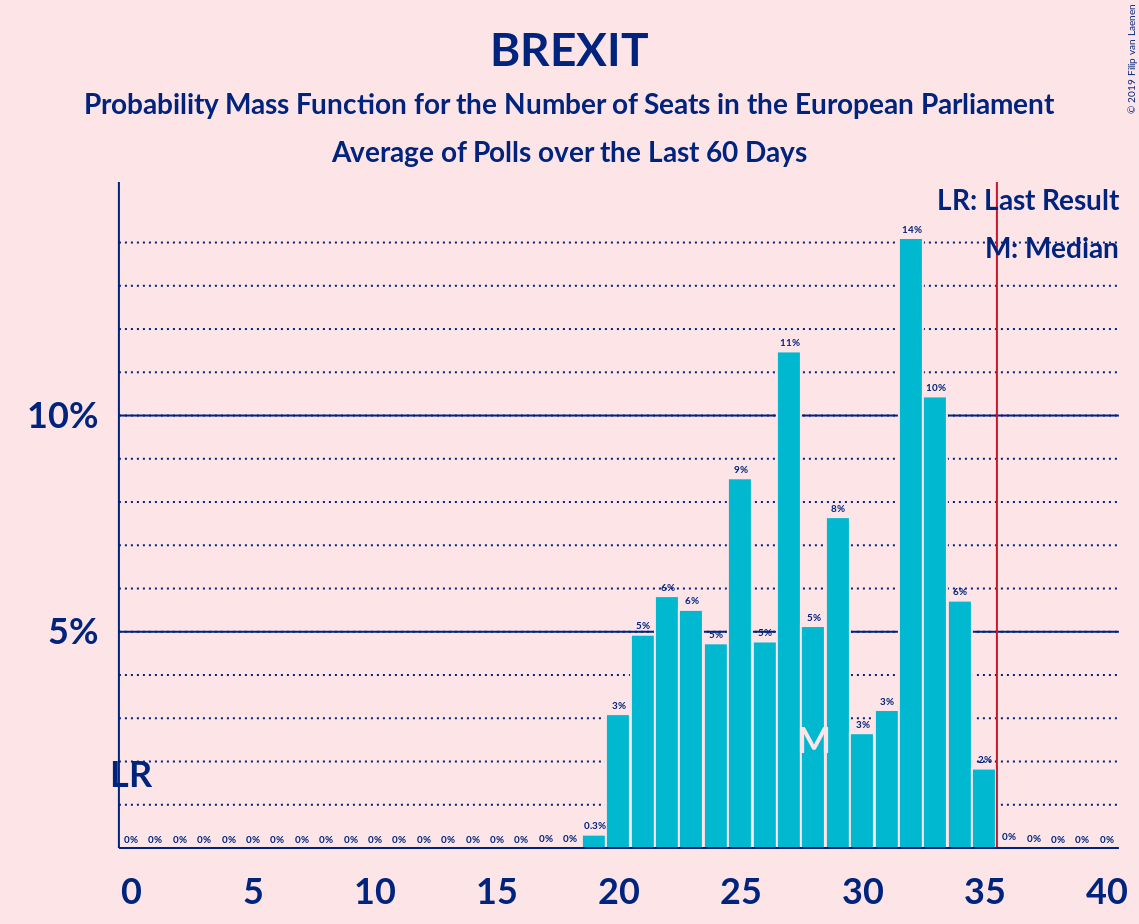 BREXIT
Probability Mass Function for the Number of Seats in the European Parliament
Average of Polls over the Last 60 Days
© 2019 Filip van Laenen
LR: Last Result
M: Median
10%
5%
LR
M
0% 0% 0% 0% 0% 0% 0% 0% 0% 0% 0% 0% 0% 0% 0% 0% 0% 0% 0% 0.3% 3% 5% 6% 6% 5% 9% 5% 11% 5% 8% 3% 3% 14% 10% 6% 2% 0% 0% 0% 0% 0%
0 5 10 15 20 25 30 35 40